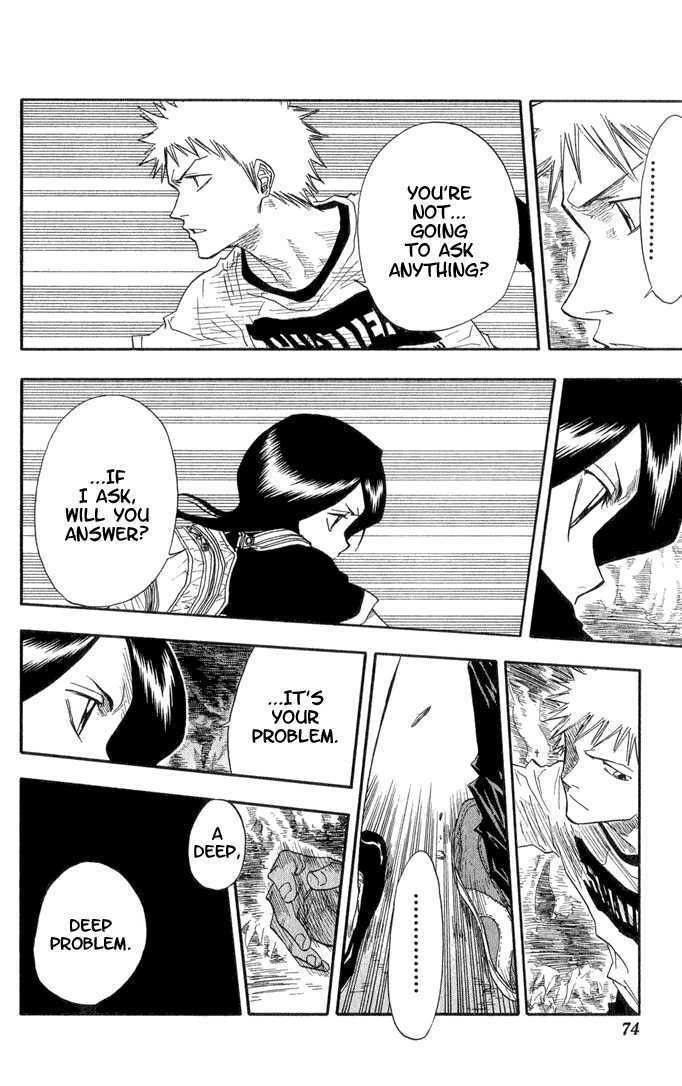 ..........
YOU'RE
NOT...
GOING
TO ASK
ANYTHING?
...IF
I ASK,
WILL YOU
ANSWER?
..........
...IT'S
YOUR
PROBLEM.
A
DEEP,
DEEP
PROBLEM.
74